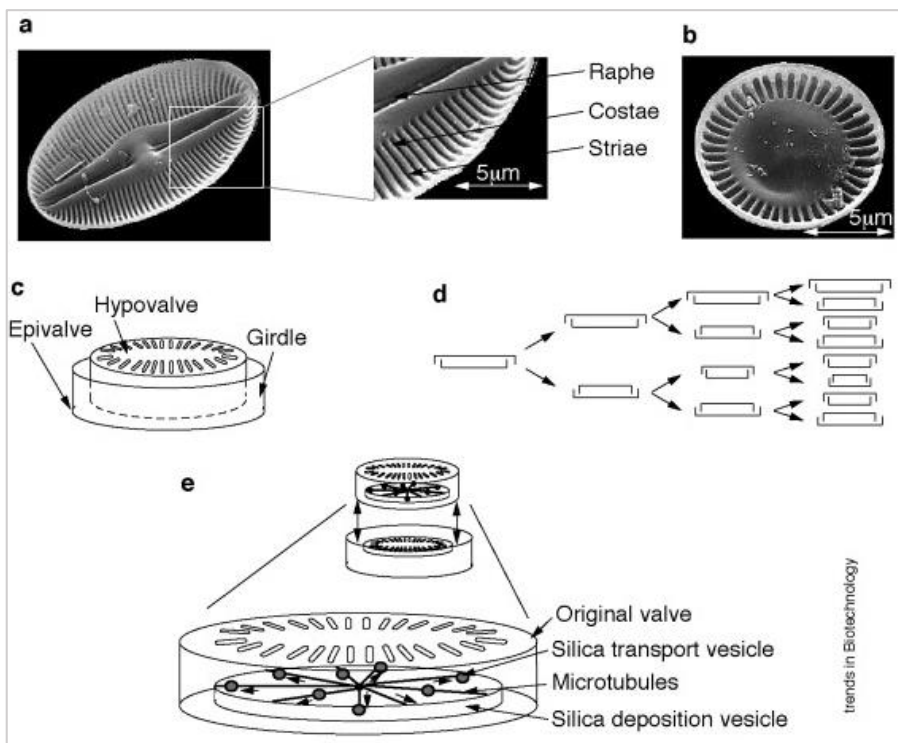 a
Raphe
Costae
Striae
5μm
b
5μm
c
Hypovalve
Epivalve
Girdle
d
e
Original valve
Silica transport vesicle
Microtubules
Silica deposition vesicle
trends in Biotechnology